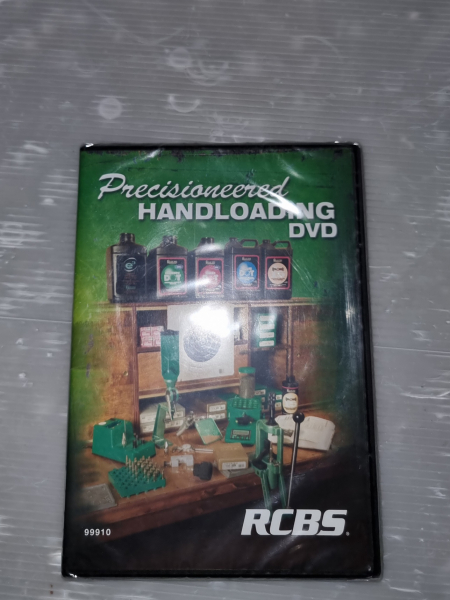 Precisioneered
HANDLOADING
DVD
RCBS
99910